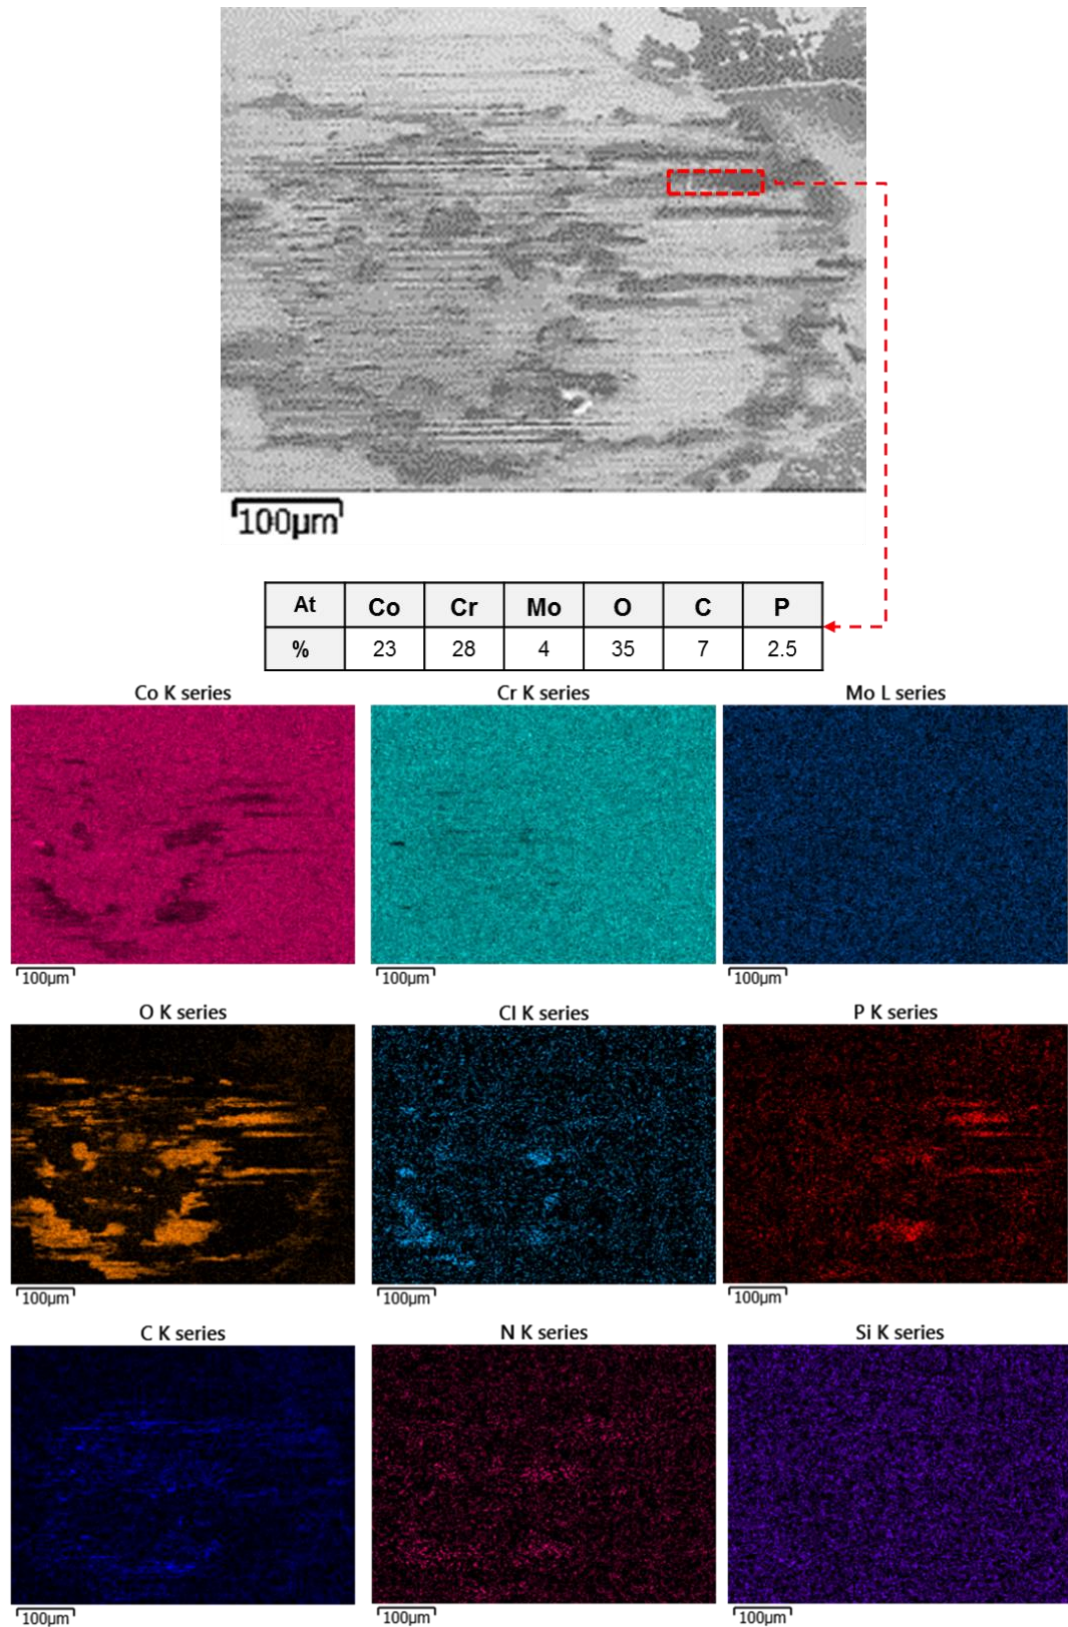 100µm
At Co Cr Mo O C P
% 23 28 4 35 7 2.5
Co K series Cr K series Mo L series
100µm 100µm 100µm
O K series Cl K series P K series
100µm 100µm 100µm
C K series N K series Si K series
100µm 100µm 100µm